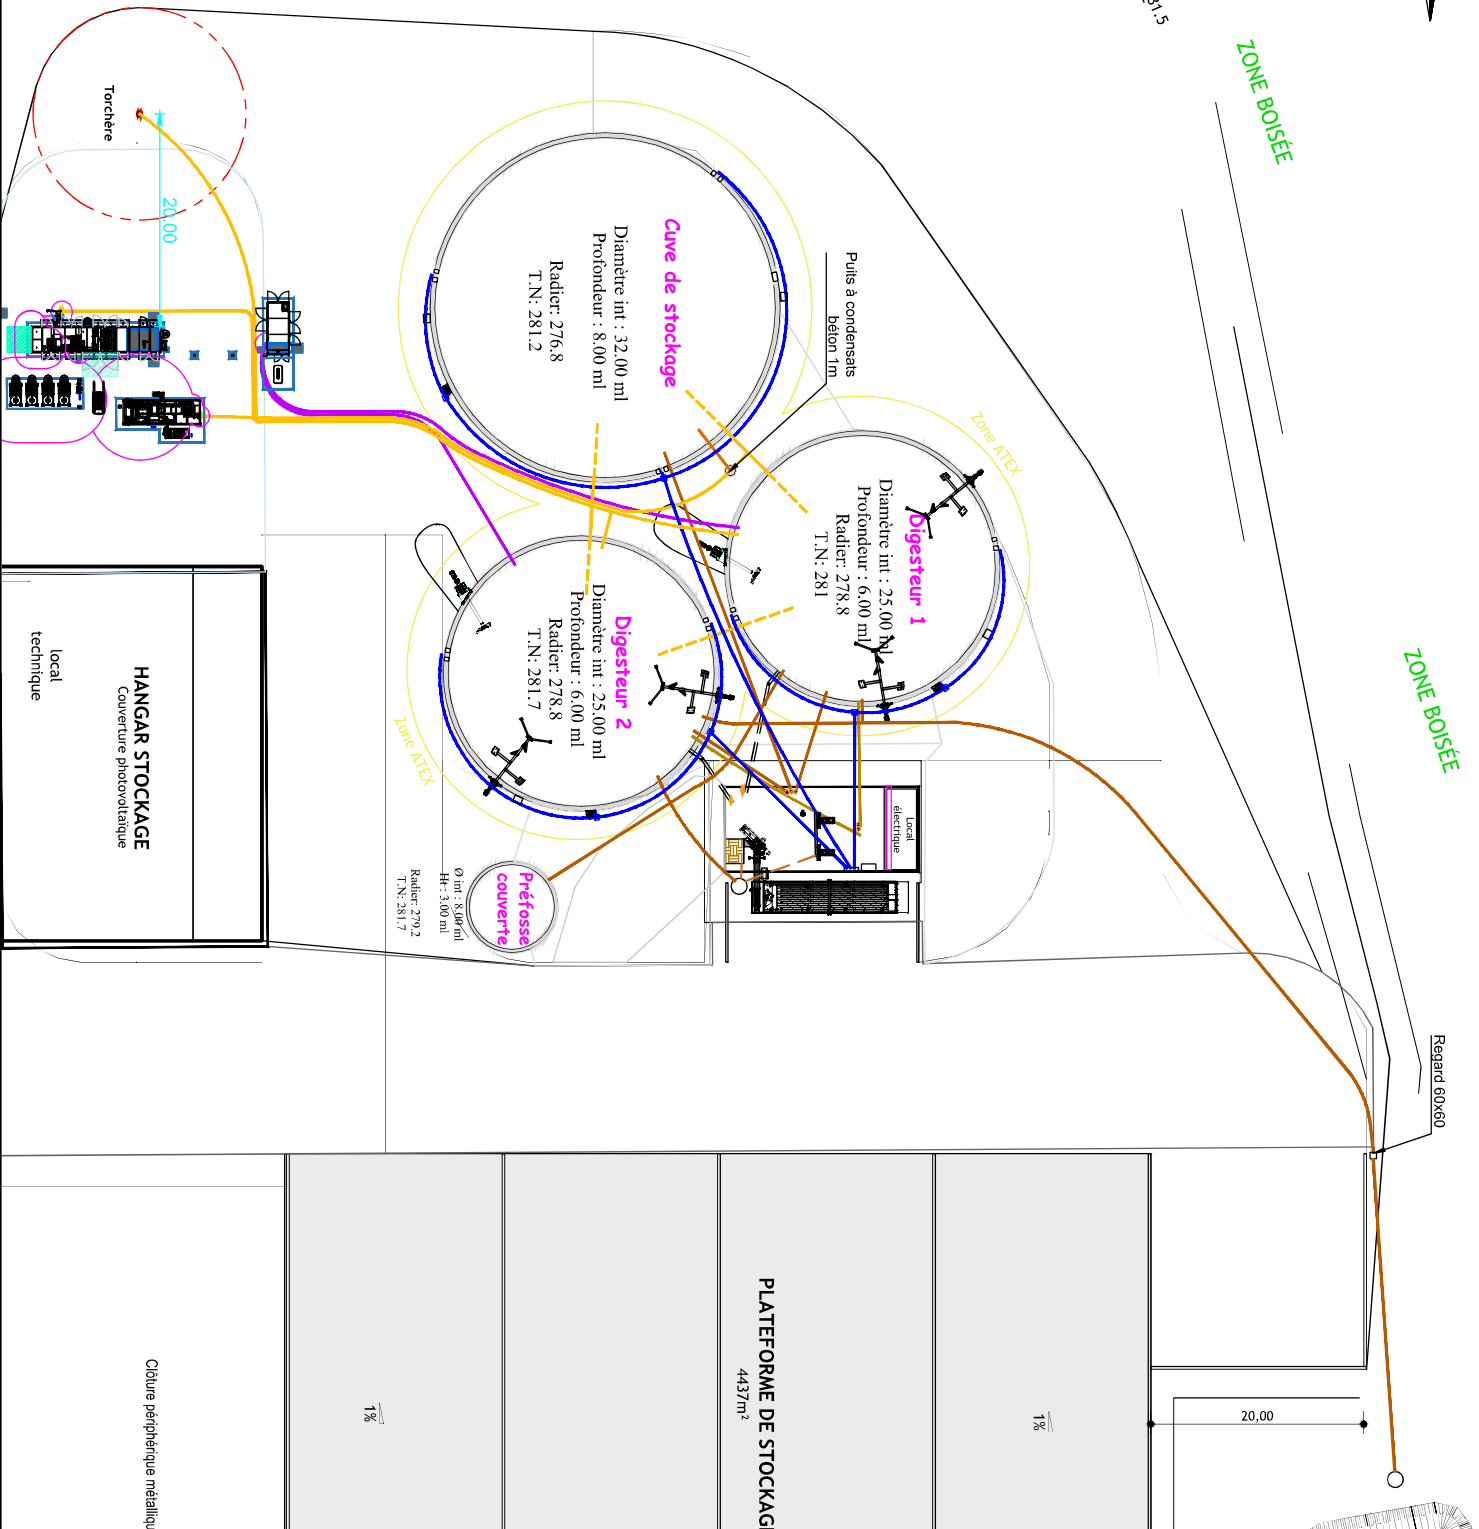 31.5
ZONE BOISÉE
Torchère
20.00
Cuve de stockage
Diamètre int : 32.00 ml
Profondeur : 8.00 ml
Radier: 276.8
T.N: 281.2
Puits à condensats
béton 1m
Zone ATEX
Digesteur 1
Diamètre int : 25.00 ml
Profondeur : 6.00 ml
Radier: 278.8
T.N: 281
Digesteur 2
Diamètre int : 25.00 ml
Profondeur : 6.00 ml
Radier: 278.8
T.N: 281.7
Zone ATEX
ZONE BOISÉE
local
technique
HANGAR STOCKAGE
Couverture photovoltaïque
Local
électrique
Préfosse
couverte
Ø int : 8.00 ml
Ht : 3.00 ml
Radier: 279.2
T.N: 281.7
Regard 60x60
PLATEFORME DE STOCKAGE
4437m²
1%
1%
20,00
Clôture périphérique métalliqu